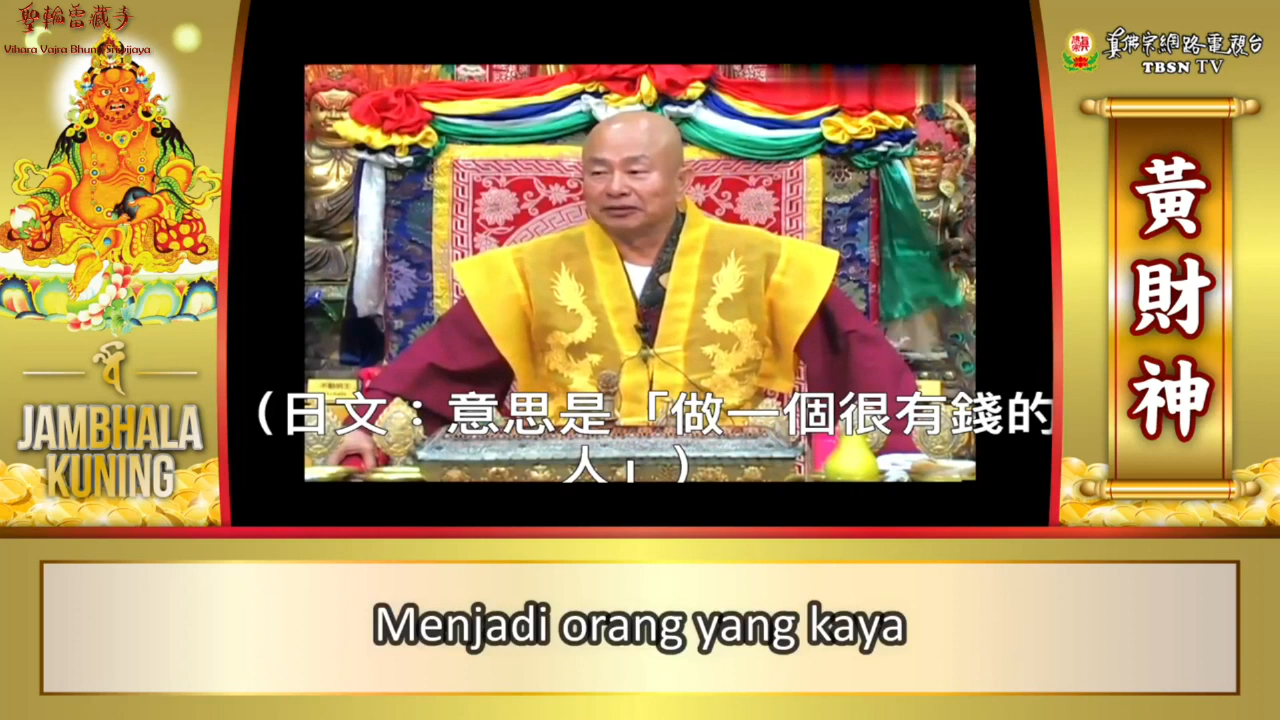 聖輪雷藏寺
Vihara Vajra Bhumi Sriwijaya
真佛宗網路電視台
TBSN TV
黃財神
JAMBHALA
KUNING
（日文：意思是「做一個很有錢的
人」）
Menjadi orang yang kaya